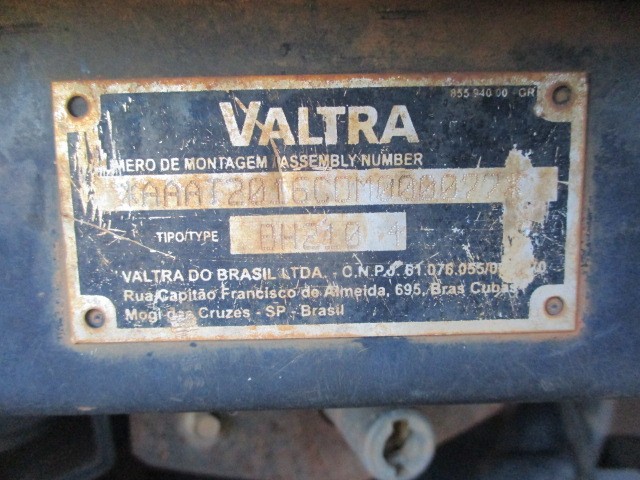 855 940 00 - GR
VALTRA
MERO DE MONTAGEM / ASSEMBLY NUMBER
TIPO/TYPE BH210
VALTRA DO BRASIL LTDA. - C.N.P.J. 61.076.055/
Rua Capitão Francisco de Almeida, 695, Bras Cubas
Mogi das Cruzes - SP - Brasil